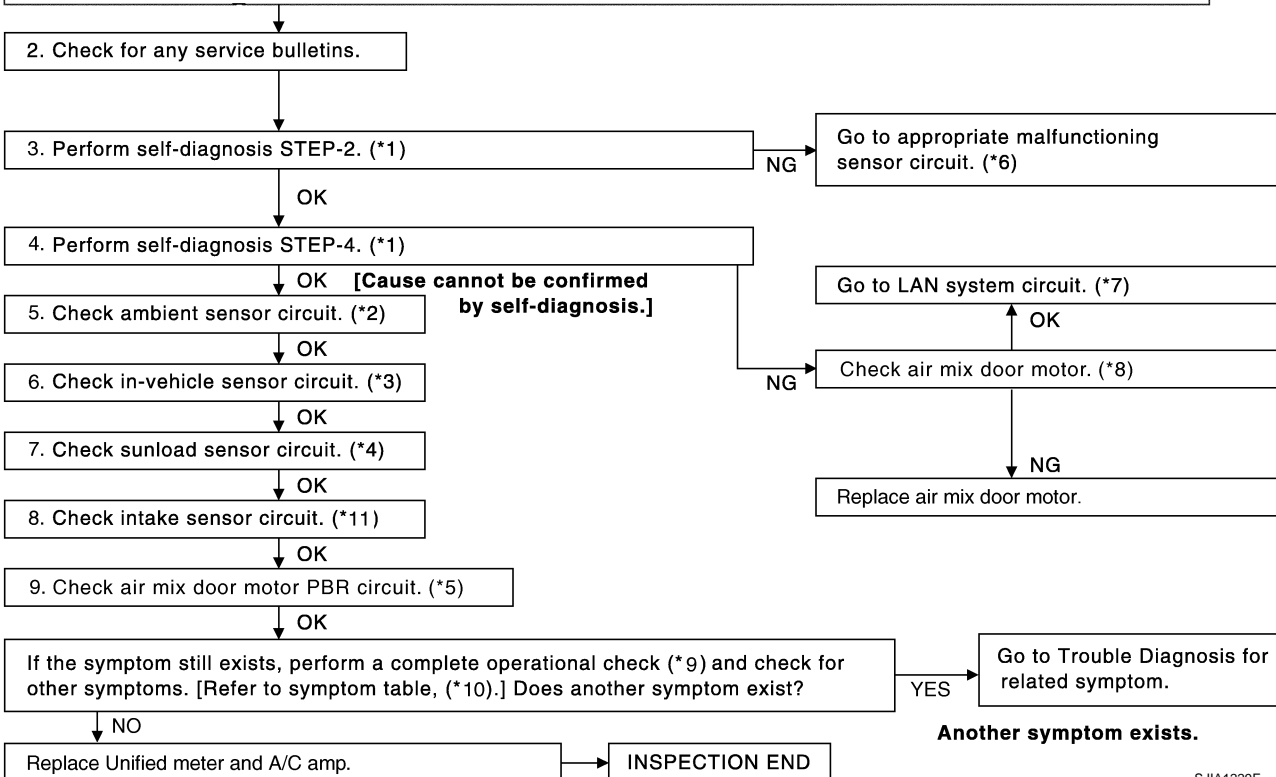 2. Check for any service bulletins.
3. Perform self-diagnosis STEP-2. (*1)
NG
Go to appropriate malfunctioning
sensor circuit. (*6)
OK
4. Perform self-diagnosis STEP-4. (*1)
OK
[Cause cannot be confirmed
by self-diagnosis.]
NG
Go to LAN system circuit. (*7)
OK
Check air mix door motor. (*8)
NG
Replace air mix door motor.
5. Check ambient sensor circuit. (*2)
OK
6. Check in-vehicle sensor circuit. (*3)
OK
7. Check sunload sensor circuit. (*4)
OK
8. Check intake sensor circuit. (*11)
OK
9. Check air mix door motor PBR circuit. (*5)
OK
If the symptom still exists, perform a complete operational check (*9) and check for
other symptoms. [Refer to symptom table, (*10).] Does another symptom exist?
YES
Go to Trouble Diagnosis for
related symptom.
Another symptom exists.
NO
Replace Unified meter and A/C amp.
INSPECTION END